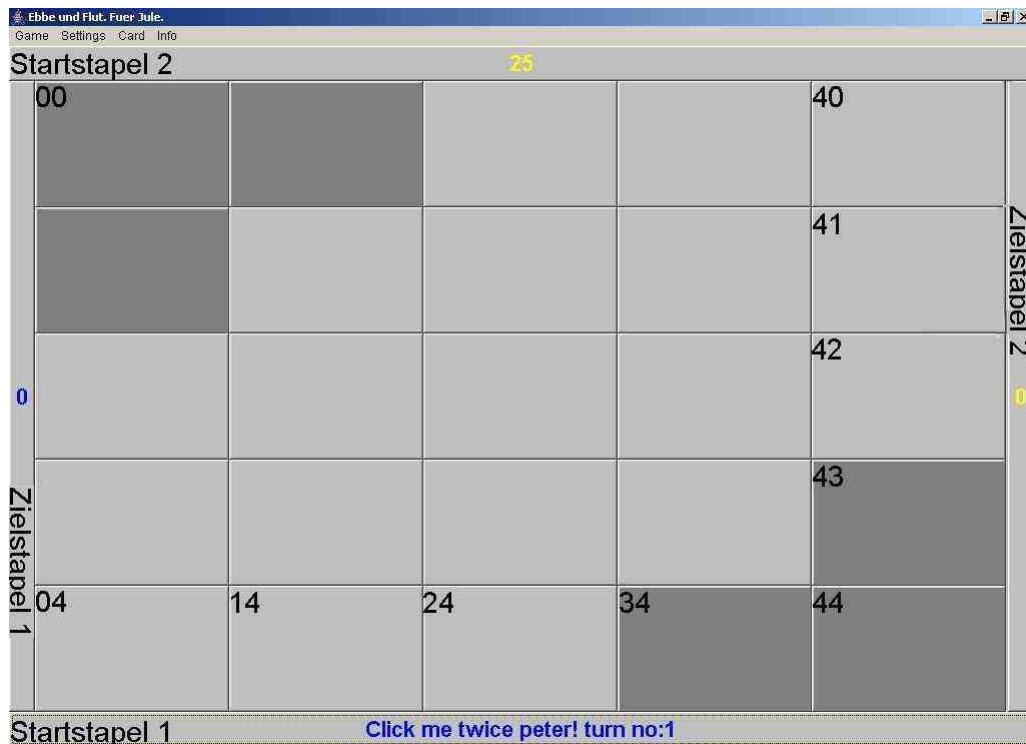 Ebbe und Flut. Fuer Jule.
Game Settings Card Info
Startstapel 2 25
00 40
41
Zielstapel 2
42
0 0
43
Zielstapel 1
04 14 24 34 44
Startstapel 1 Click me twice peter! turn no:1